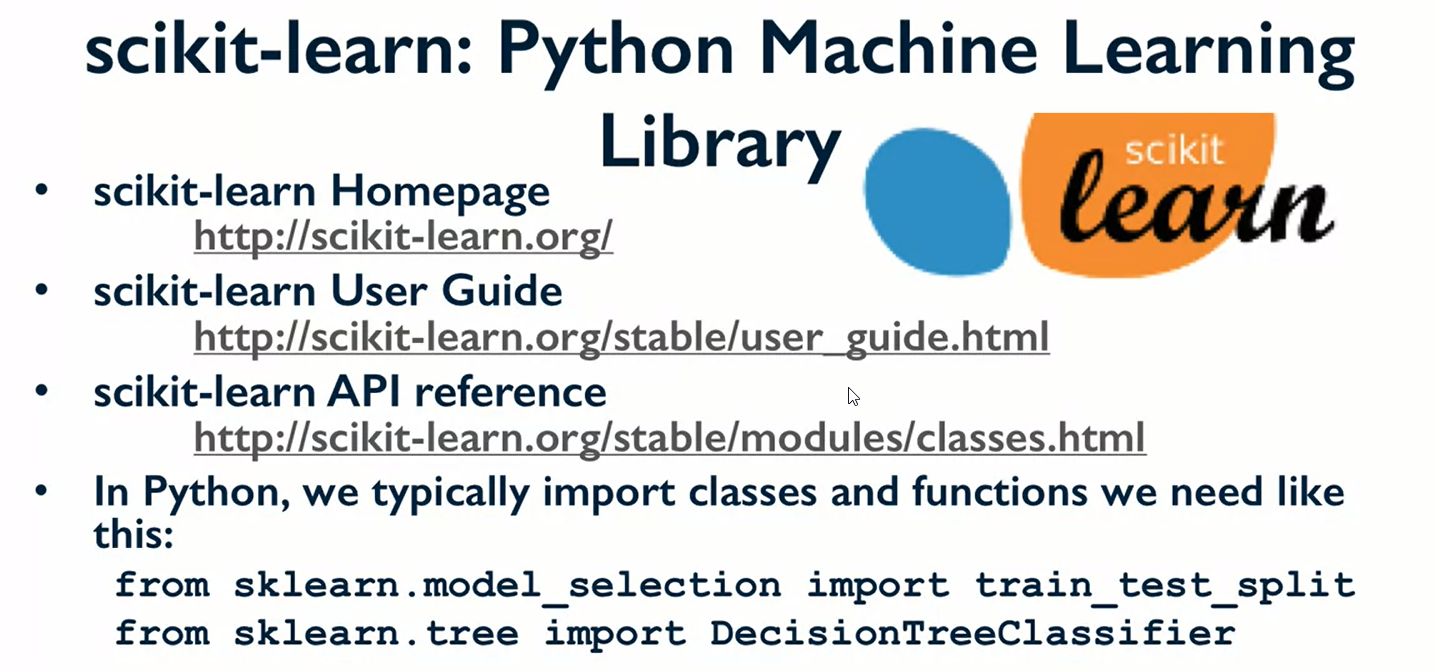 scikit-learn: Python Machine Learning
Library
scikit
learn
• scikit-learn Homepage
http://scikit-learn.org/
• scikit-learn User Guide
http://scikit-learn.org/stable/user_guide.html
• scikit-learn API reference
http://scikit-learn.org/stable/modules/classes.html
• In Python, we typically import classes and functions we need like
this:
from sklearn.model_selection import train_test_split
from sklearn.tree import DecisionTreeClassifier